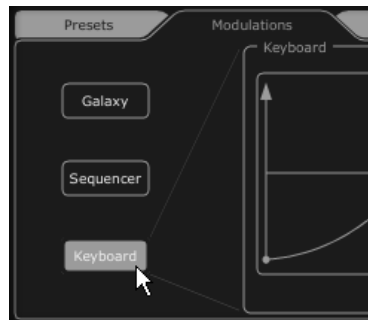 Presets
Modulations
Keyboard
Galaxy
Sequencer
Keyboard